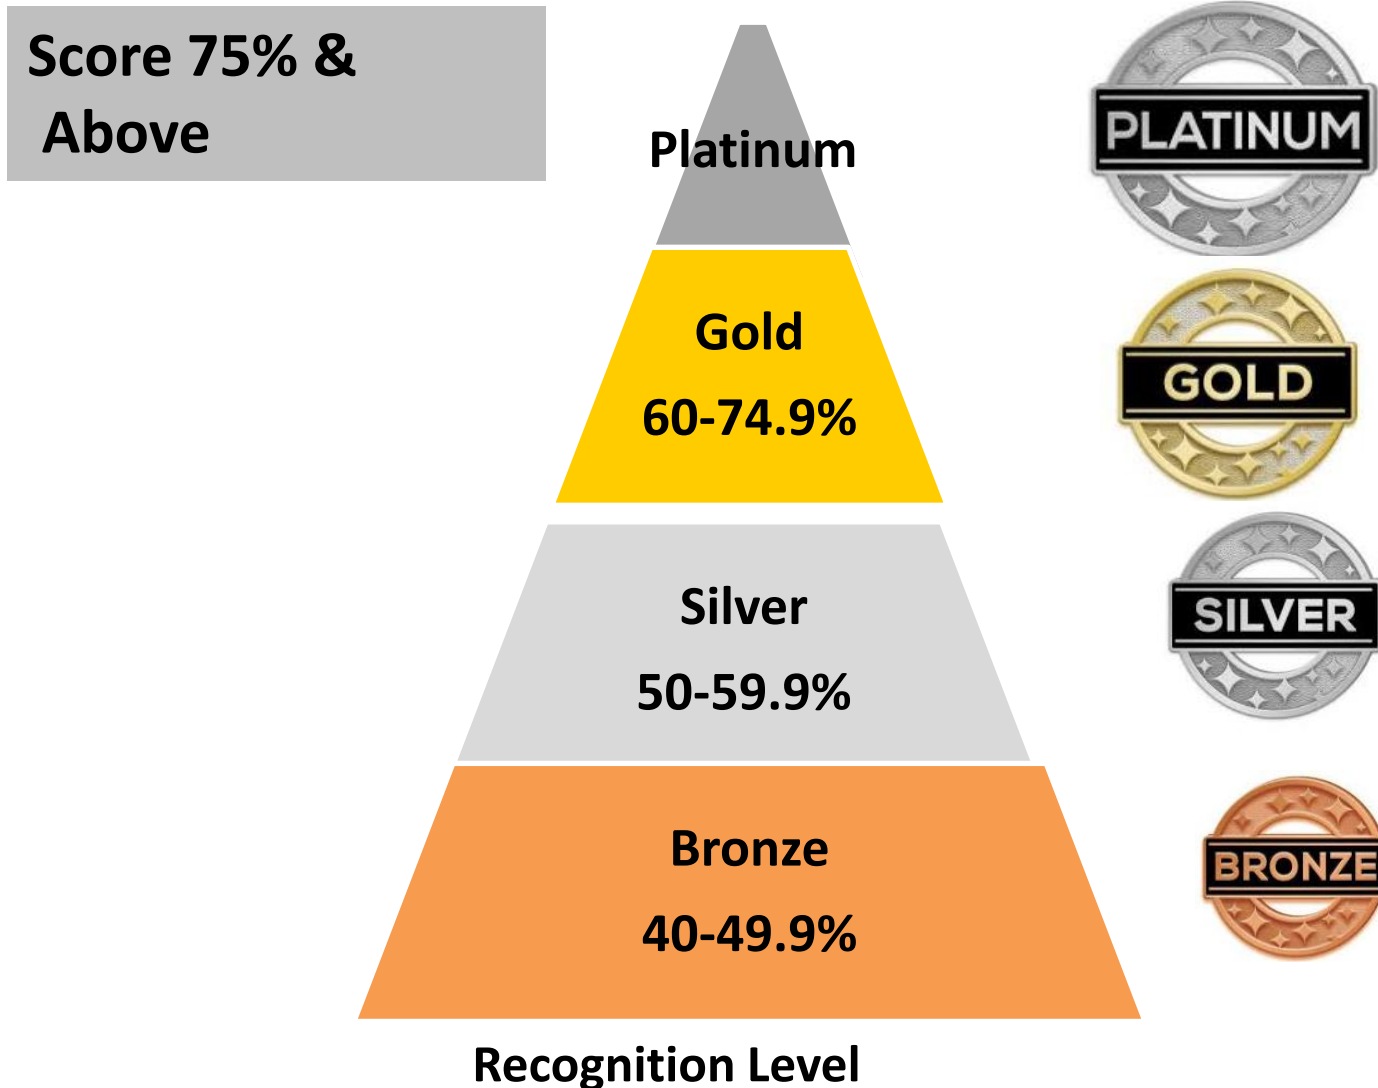 Score 75% &
Above
Platinum
PLATINUM
Gold
60-74.9%
GOLD
Silver
50-59.9%
SILVER
Bronze
40-49.9%
BRONZE
Recognition Level